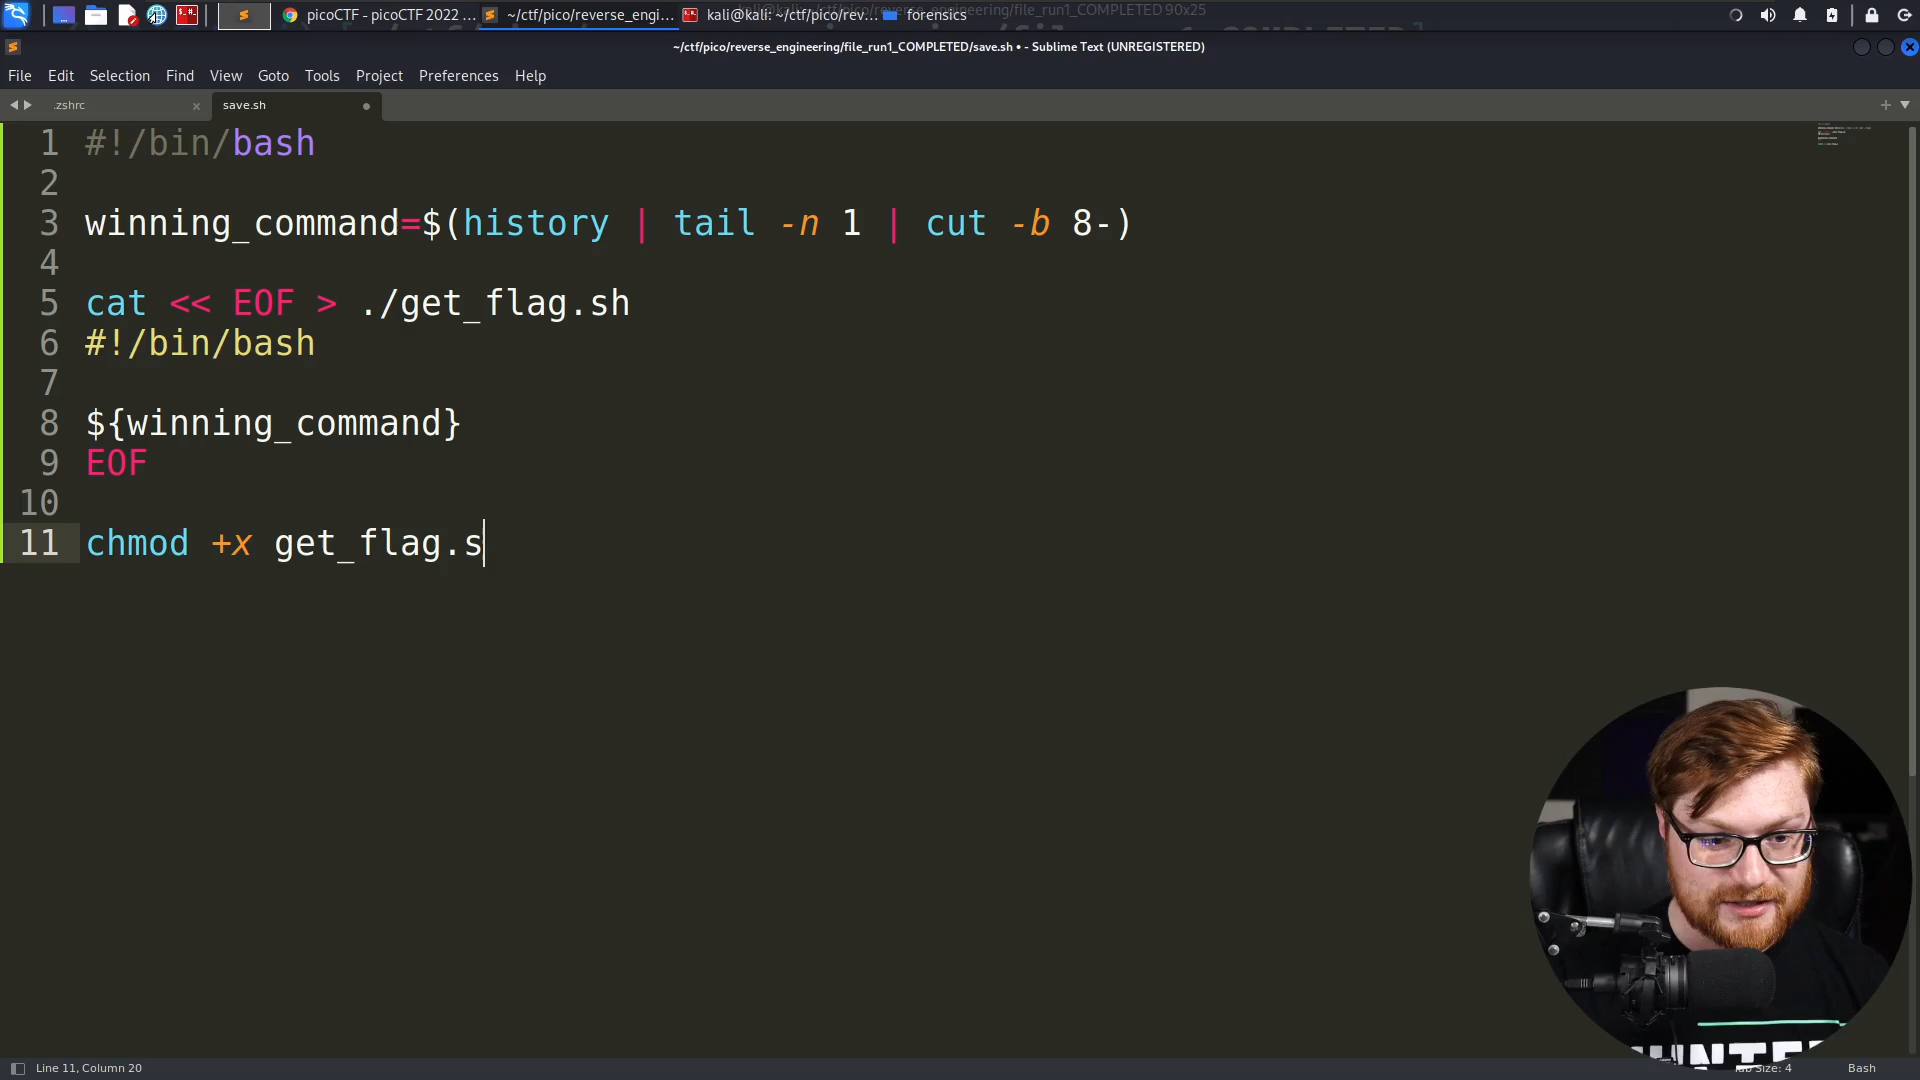 picoCTF - picoCTF 2022 ...
~/ctf/pico/reverse_engi...
kali@kali: ~/ctf/pico/rev...
forensics
~/ctf/pico/reverse_engineering/file_run1_COMPLETED/save.sh • - Sublime Text (UNREGISTERED)
File Edit Selection Find View Goto Tools Project Preferences Help
.zshrc
save.sh
1 #!/bin/bash
2
3 winning_command=$(history | tail -n 1 | cut -b 8-)
4
5 cat << EOF > ./get_flag.sh
6 #!/bin/bash
7
8 ${winning_command}
9 EOF
10
11 chmod +x get_flag.s
Line 11, Column 20
Tab Size: 4
Bash